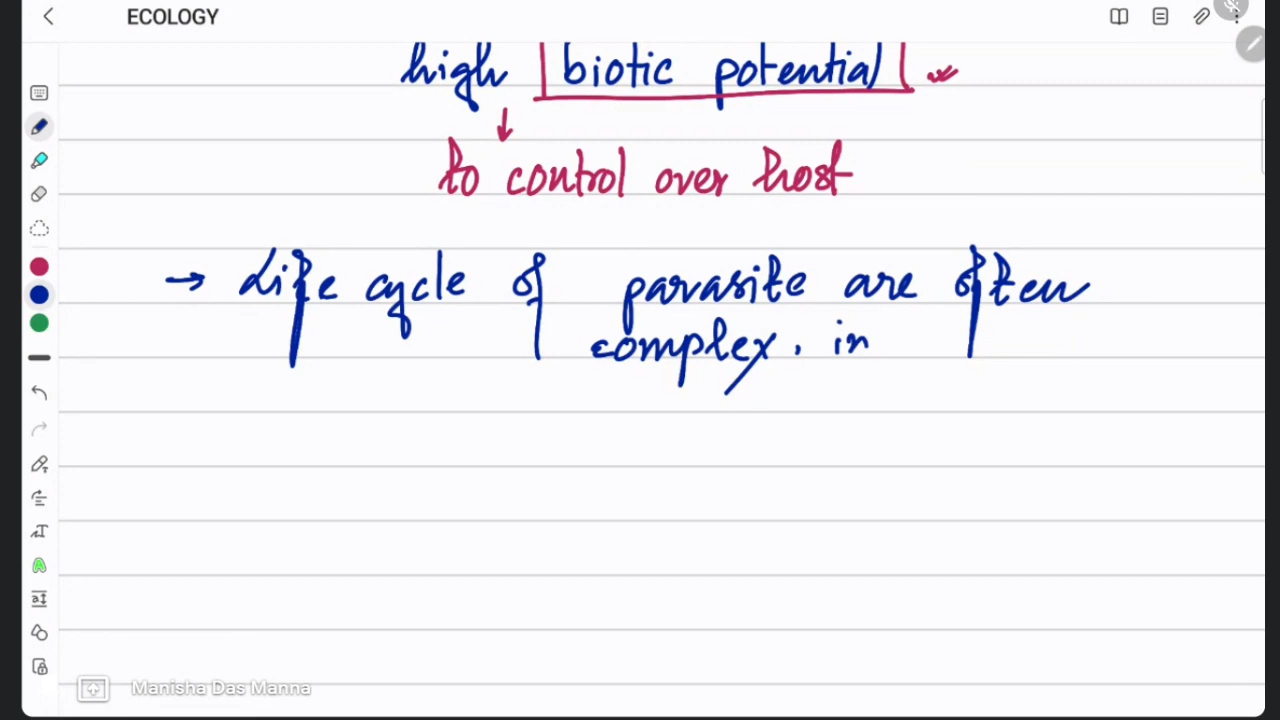 ECOLOGY
high biotic potential
↓
to control over host
→ Life cycle of parasite are often
complex, in
Manisha Das Manna